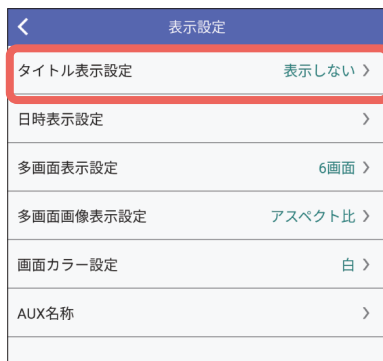 表示設定
タイトル表示設定 表示しない
日時表示設定
多画面表示設定 6画面
多画面画像表示設定 アスペクト比
画面カラー設定 白
AUX名称